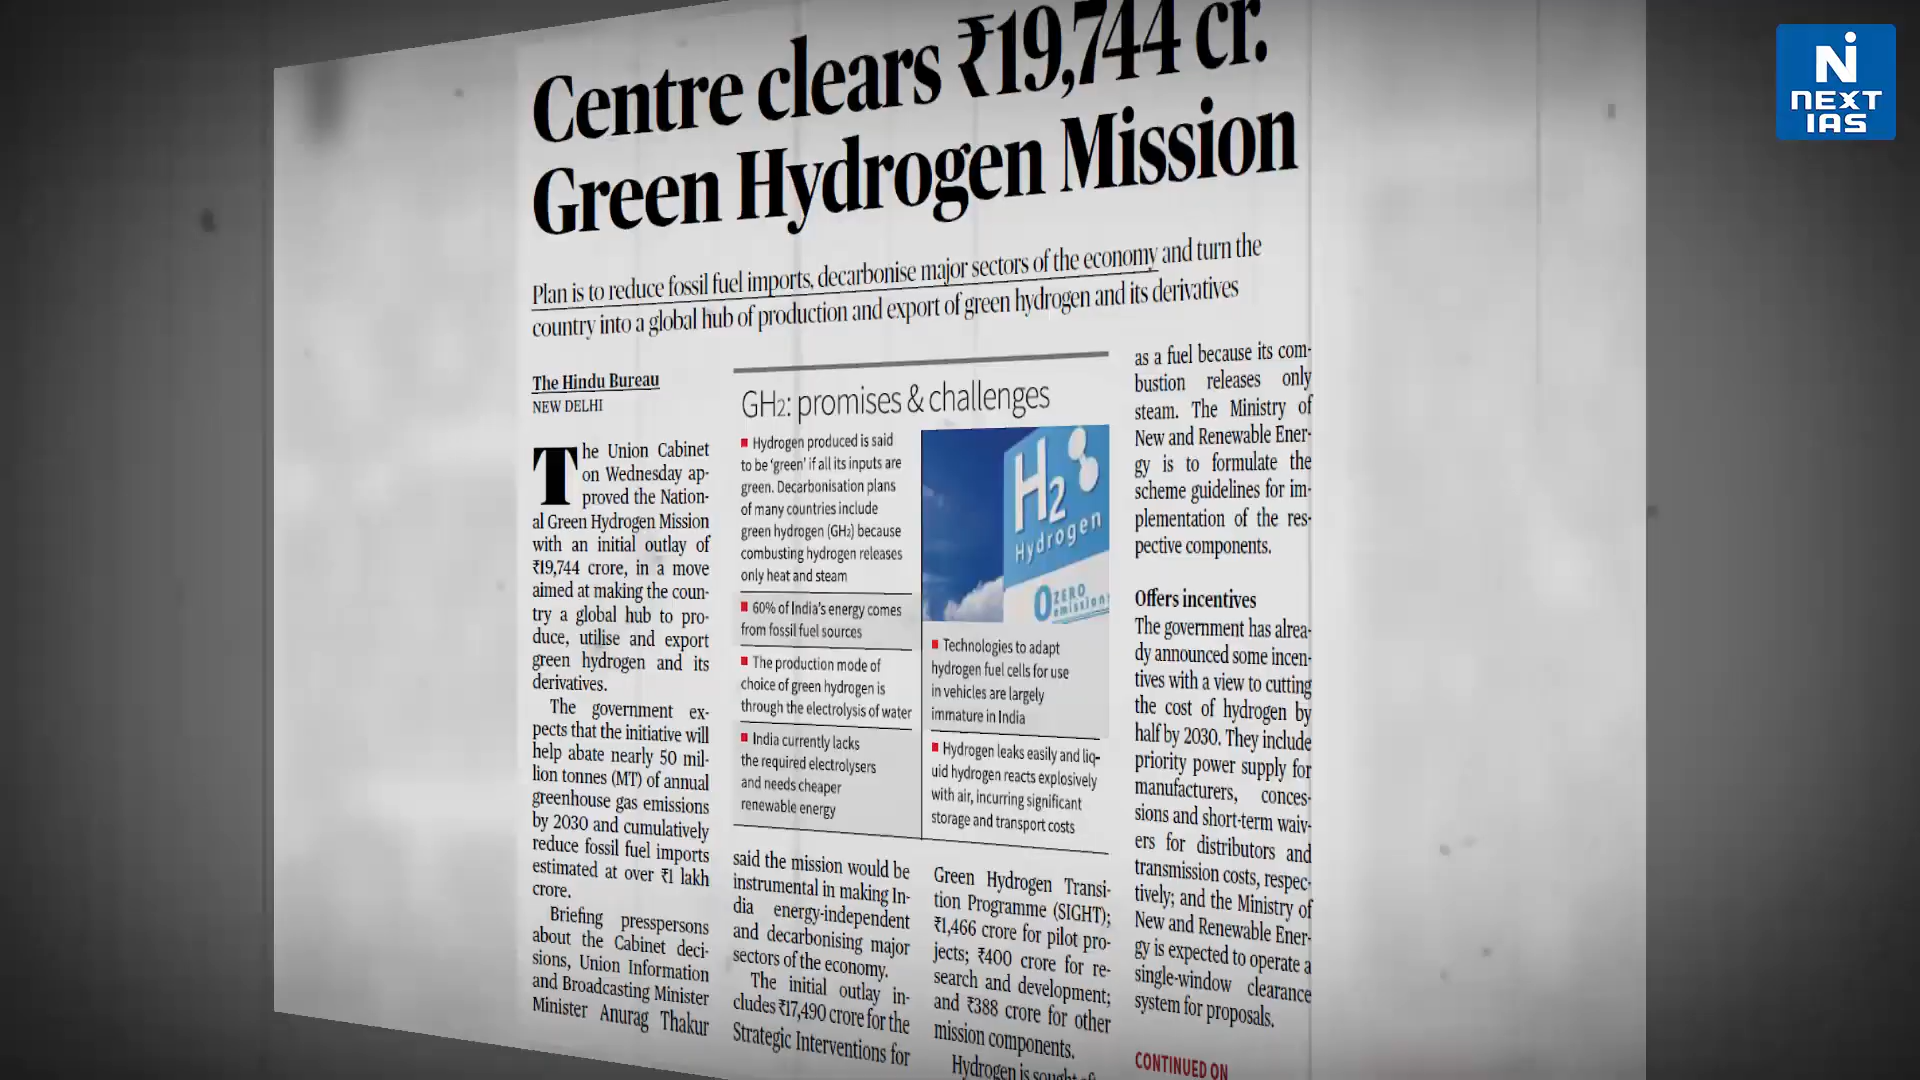 Centre clears ₹19,744 cr.
Green Hydrogen Mission
Plan is to reduce fossil fuel imports, decarbonise major sectors of the economy and turn the
country into a global hub of production and export of green hydrogen and its derivatives
The Hindu Bureau
NEW DELHI
The Union Cabinet
on Wednesday ap-
proved the Nation-
al Green Hydrogen Mission
with an initial outlay of
₹19,744 crore, in a move
aimed at making the coun-
try a global hub to pro-
duce, utilise and export
green hydrogen and its
derivatives.
The government ex-
pects that the initiative will
help abate nearly 50 mil-
lion tonnes (MT) of annual
greenhouse gas emissions
by 2030 and cumulatively
reduce fossil fuel imports
estimated at over ₹1 lakh
crore.
Briefing presspersons
about the Cabinet deci-
sions, Union Information
and Broadcasting Minister
Minister Anurag Thakur
GH2: promises & challenges
Hydrogen produced is said
to be 'green' if all its inputs are
green. Decarbonisation plans
of many countries include
green hydrogen (GH2) because
combusting hydrogen releases
only heat and steam
60% of India's energy comes
from fossil fuel sources
The production mode of
choice of green hydrogen is
through the electrolysis of water
India currently lacks
the required electrolysers
and needs cheaper
renewable energy
H2
Hydrogen
0 ZERO
emissions
Technologies to adapt
hydrogen fuel cells for use
in vehicles are largely
immature in India
Hydrogen leaks easily and liq-
uid hydrogen reacts explosively
with air, incurring significant
storage and transport costs
said the mission would be
instrumental in making In-
dia energy-independent
and decarbonising major
sectors of the economy.
The initial outlay in-
cludes ₹17,490 crore for the
Strategic Interventions for
Green Hydrogen Transi-
tion Programme (SIGHT);
₹1,466 crore for pilot pro-
jects; ₹400 crore for re-
search and development;
and ₹388 crore for other
mission components.
Hydrogen is sought
as a fuel because its com-
bustion releases only
steam. The Ministry of
New and Renewable Ener-
gy is to formulate the
scheme guidelines for im-
plementation of the res-
pective components.
Offers incentives
The government has alrea-
dy announced some incen-
tives with a view to cutting
the cost of hydrogen by
half by 2030. They include
priority power supply for
manufacturers, conces-
sions and short-term waiv-
ers for distributors and
transmission costs, respec-
tively; and the Ministry of
New and Renewable Ener-
gy is expected to operate a
single-window clearance
system for proposals.
CONTINUED ON
NEXT
IAS